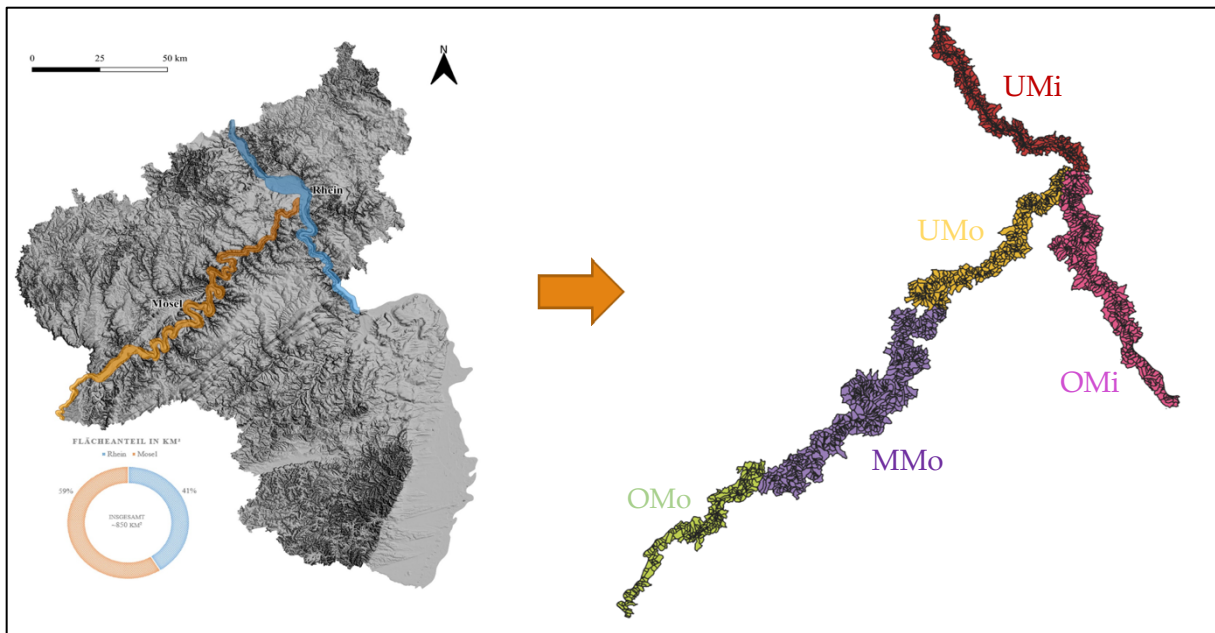 0 25 50 km
N
Rhein
Mosel
FLÄCHEANTEIL IN KM²
Rhein Mosel
59%
41%
INSGESAMT
~850 KM²
UMi
UMo
OMi
MMo
OMo